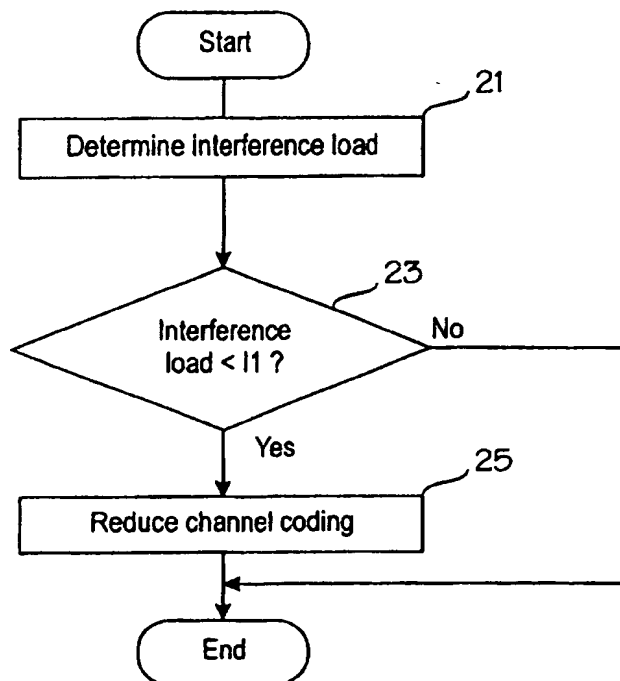 Start
21
Determine interference load
23
Interference
load < I1 ?
No
Yes
25
Reduce channel coding
End